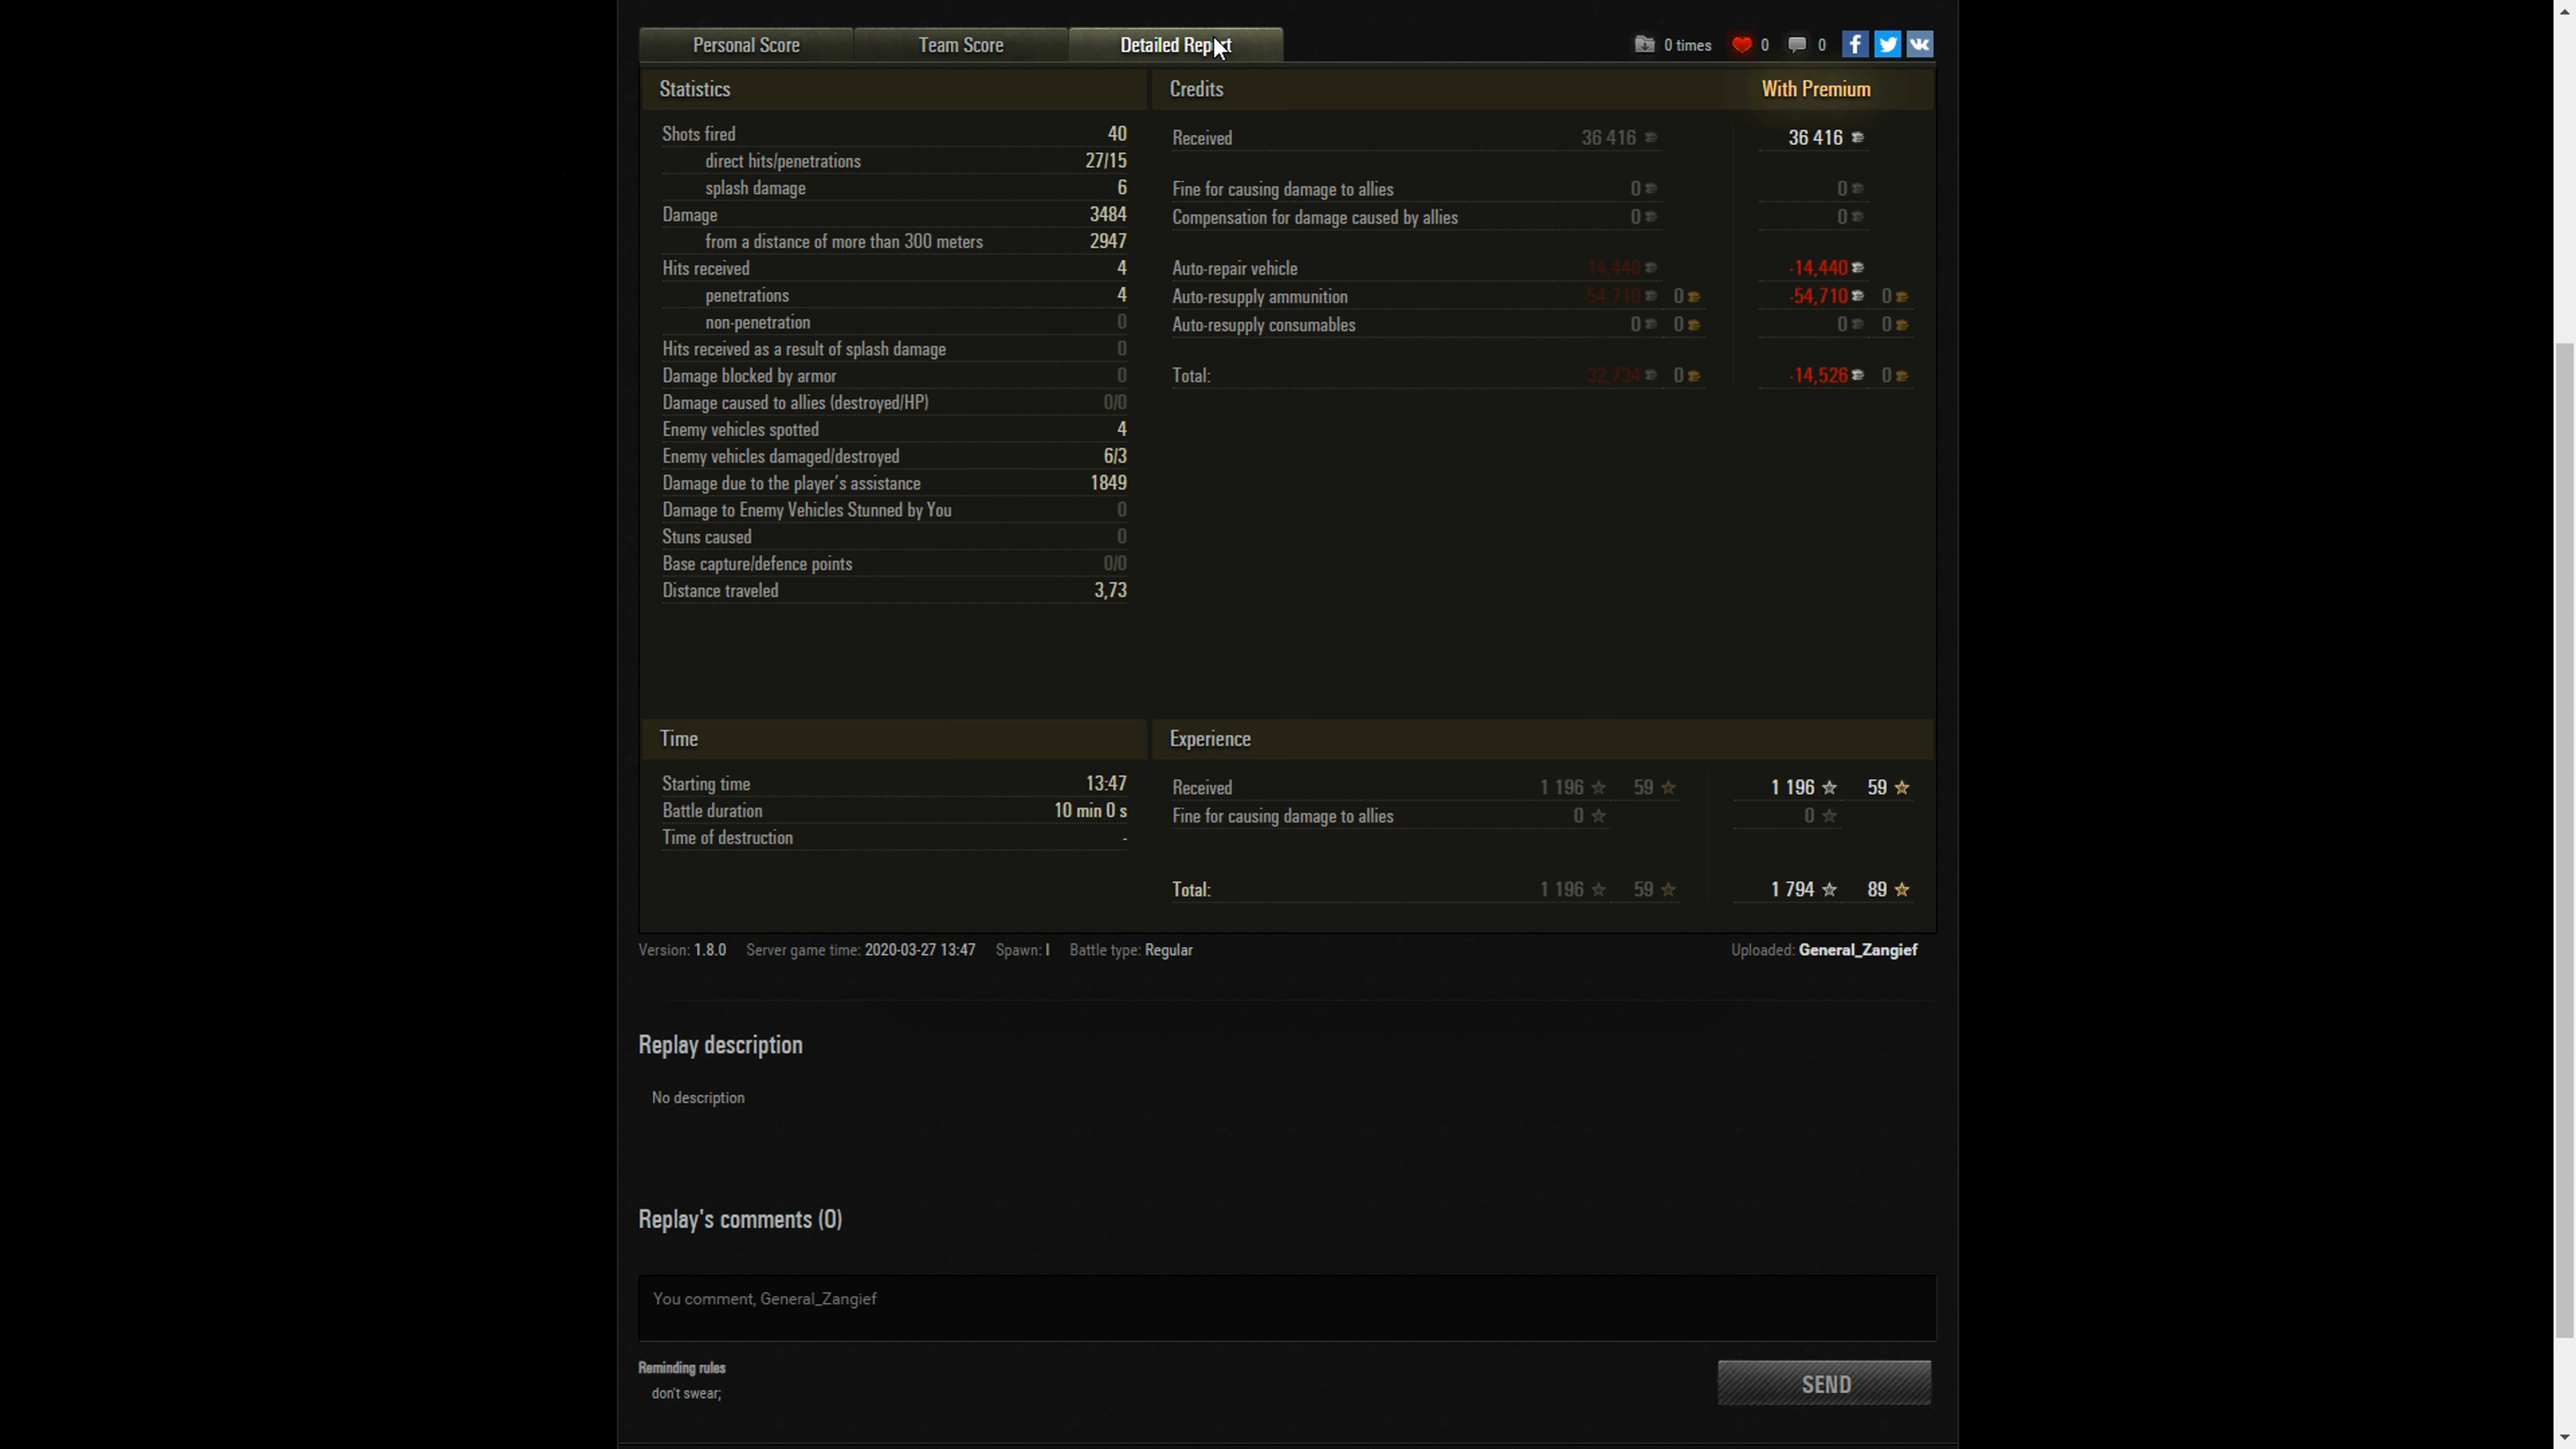 Personal Score Team Score Detailed Report 0 times 0 0
Statistics Credits With Premium
Shots fired 40
direct hits/penetrations 27/15
splash damage 6
Damage 3484
from a distance of more than 300 meters 2947
Hits received 4
penetrations 4
non-penetration 0
Hits received as a result of splash damage 0
Damage blocked by armor 0
Damage caused to allies (destroyed/HP) 0/0
Enemy vehicles spotted 4
Enemy vehicles damaged/destroyed 6/3
Damage due to the player's assistance 1849
Damage to Enemy Vehicles Stunned by You 0
Stuns caused 0
Base capture/defence points 0/0
Distance traveled 3,73
Received 36 416 36 416
Fine for causing damage to allies 0 0
Compensation for damage caused by allies 0 0
Auto-repair vehicle -14,440 -14,440
Auto-resupply ammunition -54,710 0 -54,710 0
Auto-resupply consumables 0 0 0 0
Total: -32,734 0 -14,526 0
Time Experience
Starting time 13:47
Battle duration 10 min 0 s
Time of destruction -
Received 1 196 59 1 196 59
Fine for causing damage to allies 0 0
Total: 1 196 59 1 794 89
Version: 1.8.0 Server game time: 2020-03-27 13:47 Spawn: I Battle type: Regular Uploaded: General_Zangief
Replay description
No description
Replay's comments (0)
You comment, General_Zangief
Reminding rules
don't swear;
SEND